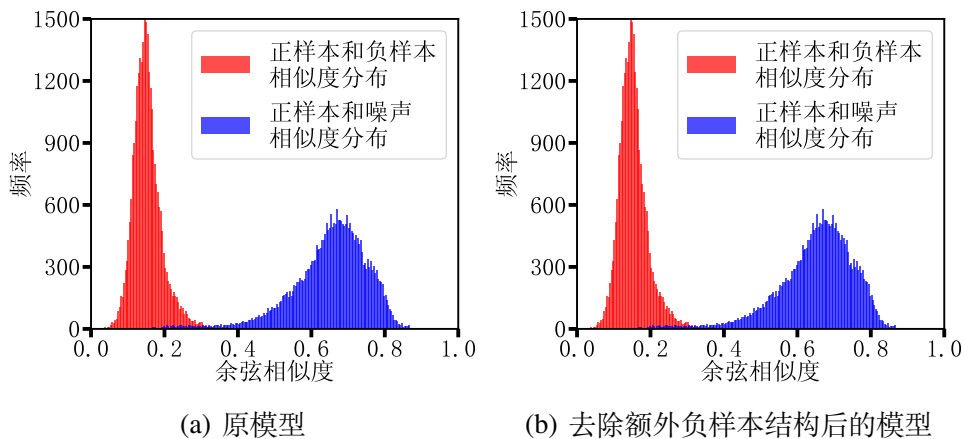 1500
1200
900
600
300
0
频率
0.0 0.2 0.4 0.6 0.8 1.0
余弦相似度
正样本和负样本
相似度分布
正样本和噪声
相似度分布
(a) 原模型
1500
1200
900
600
300
0
频率
0.0 0.2 0.4 0.6 0.8 1.0
余弦相似度
正样本和负样本
相似度分布
正样本和噪声
相似度分布
(b) 去除额外负样本结构后的模型